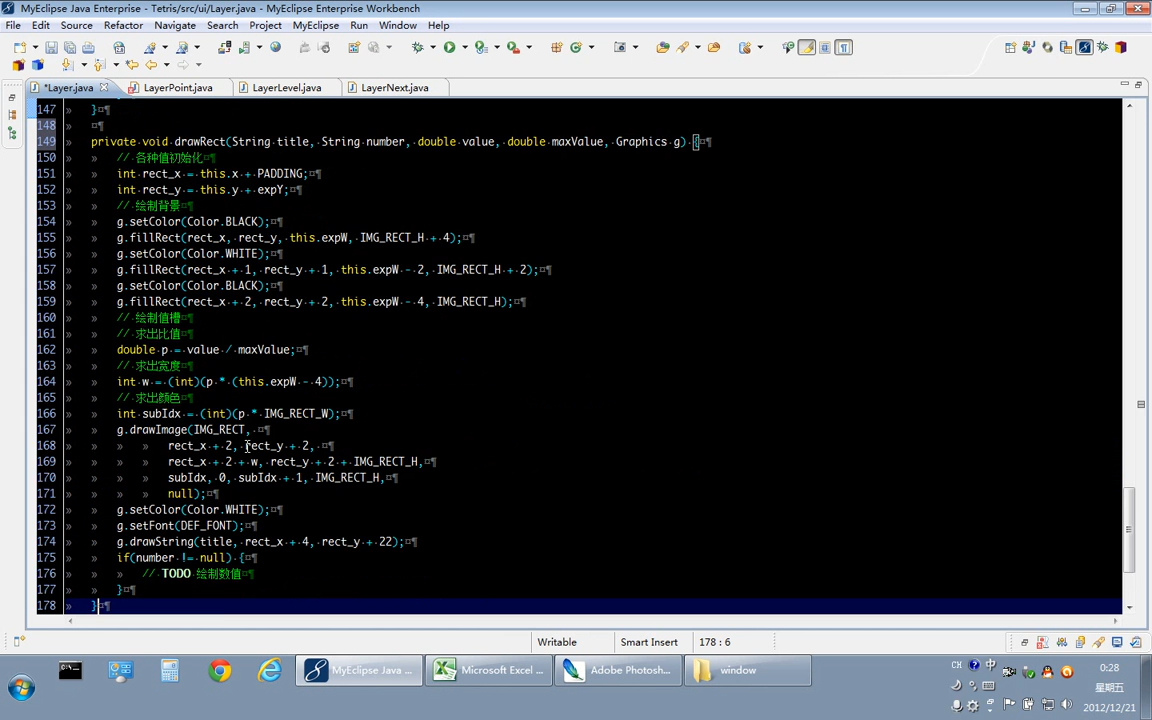 MyEclipse Java Enterprise - Tetris/src/ui/Layer.java - MyEclipse Enterprise Workbench
File Edit Source Refactor Navigate Search Project MyEclipse Run Window Help
*Layer.java LayerPoint.java LayerLevel.java LayerNext.java
147 }
148
149 private void drawRect(String title, String number, double value, double maxValue, Graphics g) {
150 // 各种值初始化
151 int rect_x = this.x + PADDING;
152 int rect_y = this.y + expY;
153 // 绘制背景
154 g.setColor(Color.BLACK);
155 g.fillRect(rect_x, rect_y, this.expW, IMG_RECT_H + 4);
156 g.setColor(Color.WHITE);
157 g.fillRect(rect_x + 1, rect_y + 1, this.expW - 2, IMG_RECT_H + 2);
158 g.setColor(Color.BLACK);
159 g.fillRect(rect_x + 2, rect_y + 2, this.expW - 4, IMG_RECT_H);
160 // 绘制值槽
161 // 求出比值
162 double p = value / maxValue;
163 // 求出宽度
164 int w = (int)(p * (this.expW - 4));
165 // 求出颜色
166 int subIdx = (int)(p * IMG_RECT_W);
167 g.drawImage(IMG_RECT,
168 rect_x + 2, rect_y + 2,
169 rect_x + 2 + w, rect_y + 2 + IMG_RECT_H,
170 subIdx, 0, subIdx + 1, IMG_RECT_H,
171 null);
172 g.setColor(Color.WHITE);
173 g.setFont(DEF_FONT);
174 g.drawString(title, rect_x + 4, rect_y + 22);
175 if(number != null) {
176 // TODO 绘制数值
177 }
178 }
Writable Smart Insert 178 : 6
MyEclipse Java ... Microsoft Excel ... Adobe Photosh... window
CH 中 0:28
星期五
2012/12/21